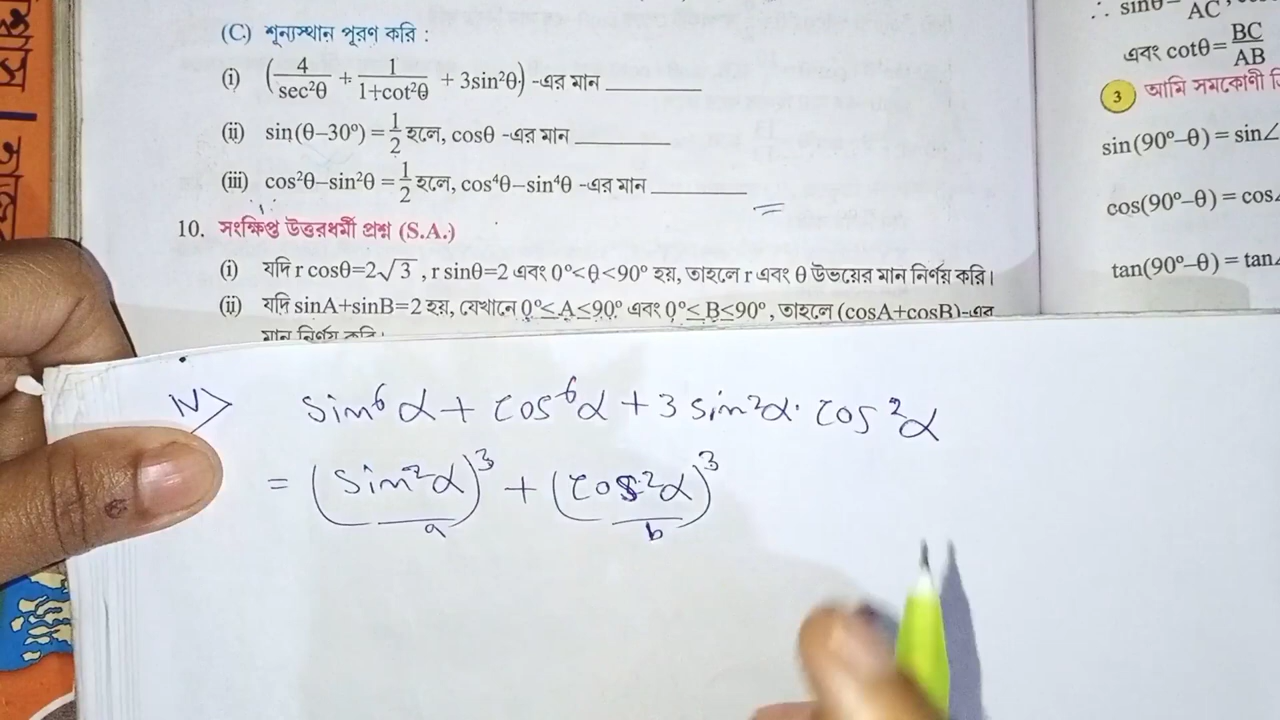 (C) শূন্যস্থান পূরণ করি :
(i) (4/sec²θ + 1/1+cot²θ + 3sin²θ) -এর মান ________
(ii) sin(θ–30°) = 1/2 হলে, cosθ -এর মান ________
(iii) cos²θ–sin²θ = 1/2 হলে, cos⁴θ–sin⁴θ -এর মান ________
10. সংক্ষিপ্ত উত্তরধর্মী প্রশ্ন (S.A.)
(i) যদি r cosθ=2√3, r sinθ=2 এবং 0°<θ<90° হয়, তাহলে r এবং θ উভয়ের মান নির্ণয় করি।
(ii) যদি sinA+sinB=2 হয়, যেখানে 0°≤A≤90° এবং 0°≤B≤90°, তাহলে (cosA+cosB)-এর
মান নির্ণয় করি।
∴ sinθ= AC
এবং cotθ= BC/AB
3 আমি সমকোণী
sin(90°–θ) = sin∠
cos(90°–θ) = cos∠
tan(90°–θ) = tan∠
IV> sin⁶α + cos⁶α + 3 sin²α · cos²α
= (sin²α)³ + (cos²α)³
a b